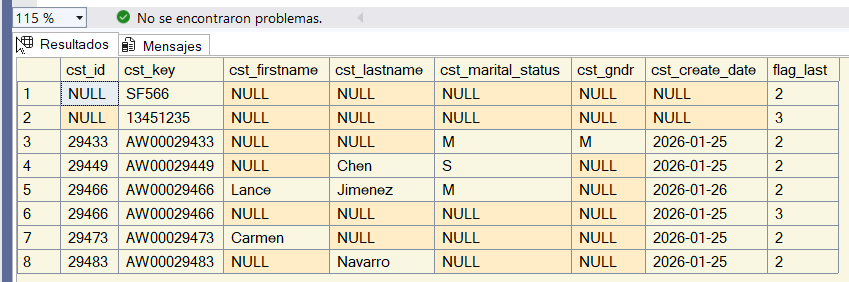 115 % No se encontraron problemas.
Resultados Mensajes
cst_id cst_key cst_firstname cst_lastname cst_marital_status cst_gndr cst_create_date flag_last
1 NULL SF566 NULL NULL NULL NULL NULL 2
2 NULL 13451235 NULL NULL NULL NULL NULL 3
3 29433 AW00029433 NULL NULL M M 2026-01-25 2
4 29449 AW00029449 NULL Chen S NULL 2026-01-25 2
5 29466 AW00029466 Lance Jimenez M NULL 2026-01-26 2
6 29466 AW00029466 NULL NULL NULL NULL 2026-01-25 3
7 29473 AW00029473 Carmen NULL NULL NULL 2026-01-25 2
8 29483 AW00029483 NULL Navarro NULL NULL 2026-01-25 2